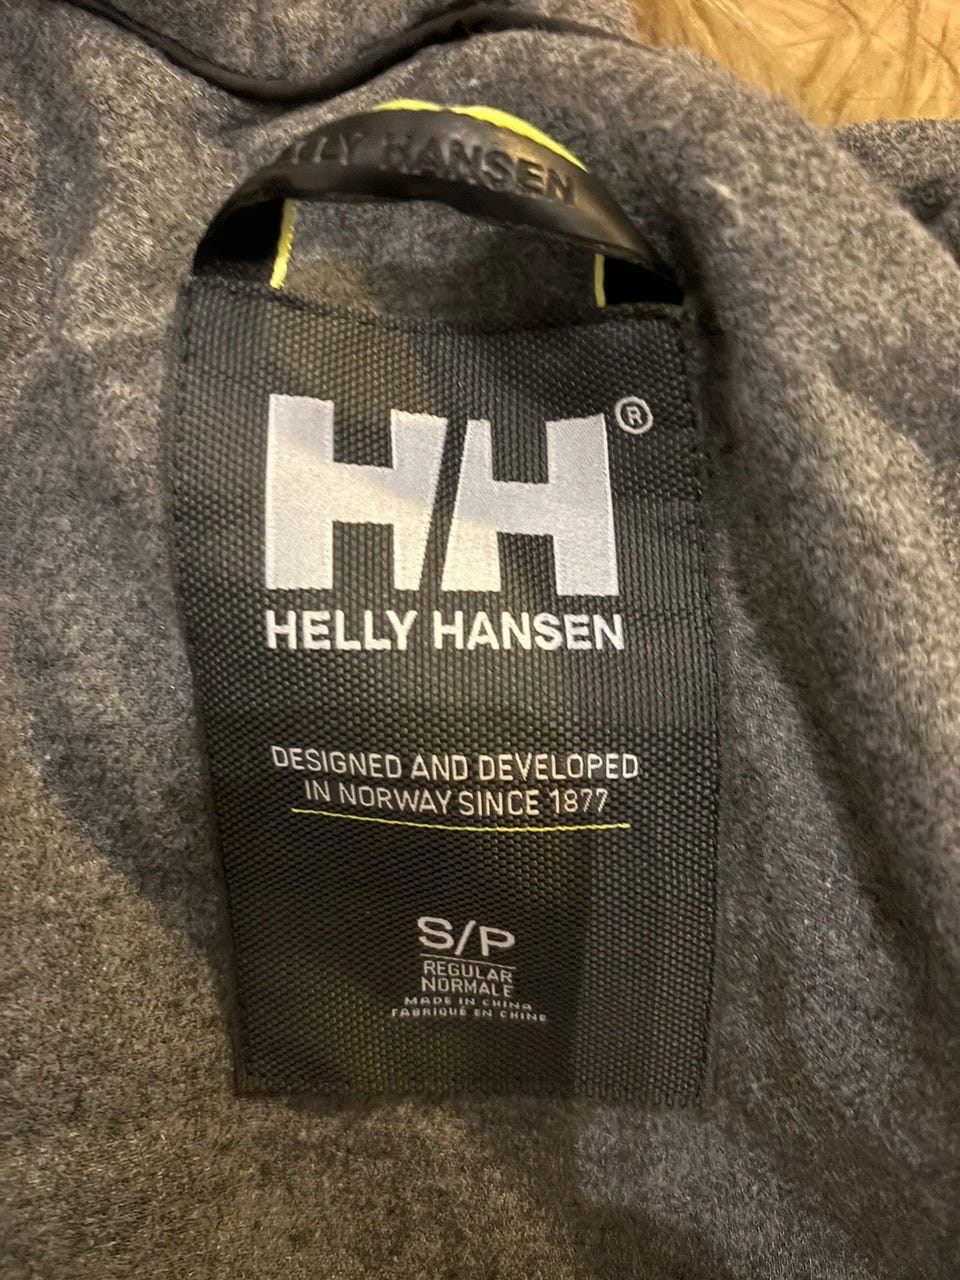 LY HANSEN
HH®
HELLY HANSEN
DESIGNED AND DEVELOPED
IN NORWAY SINCE 1877
S/P
REGULAR
NORMALE
MADE IN CHINA
FABRIQUÉ EN CHINE